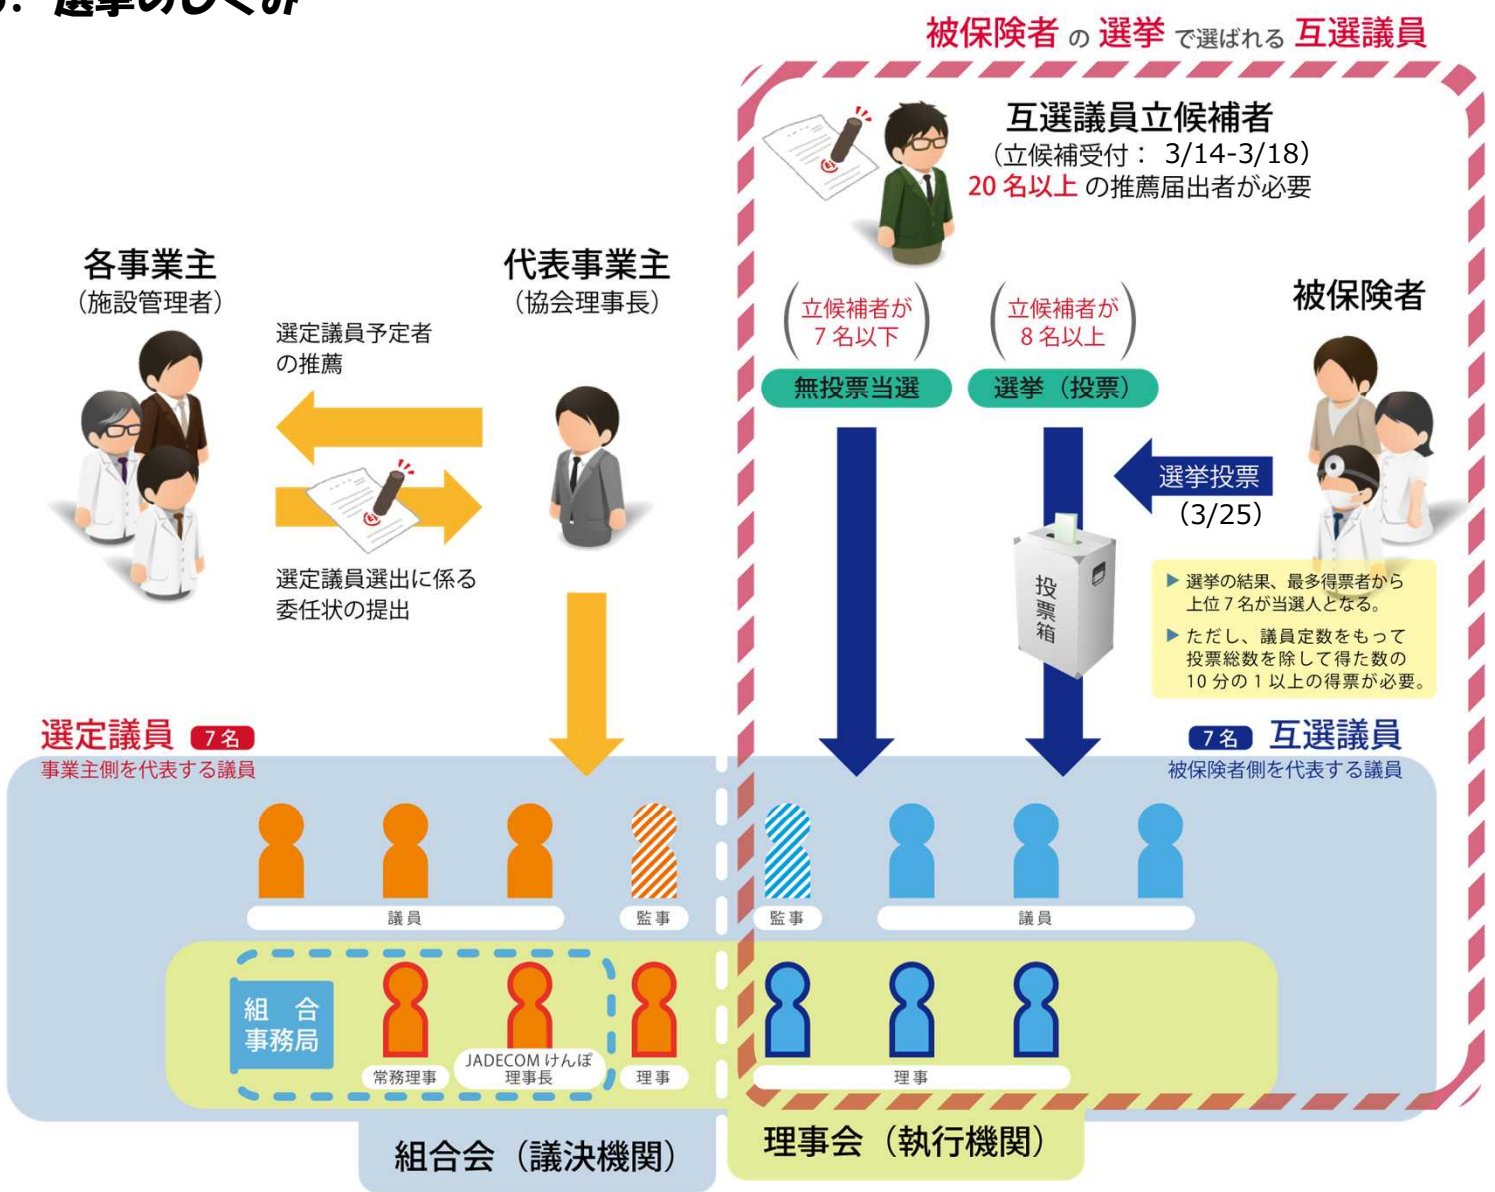 選挙のしくみ
被保険者 の 選挙 で選ばれる 互選議員
互選議員立候補者
（立候補受付： 3/14-3/18）
20 名以上 の推薦届出者が必要
各事業主
（施設管理者）
代表事業主
（協会理事長）
選定議員予定者
の推薦
選定議員選出に係る
委任状の提出
立候補者が
7 名以下
無投票当選
立候補者が
8 名以上
選挙（投票）
被保険者
選挙投票
（3/25）
投票箱
▶ 選挙の結果、最多得票者から
上位 7 名が当選人となる。
▶ ただし、議員定数をもって
投票総数を除して得た数の
10 分の 1 以上の得票が必要。
選定議員 7 名
事業主側を代表する議員
7 名 互選議員
被保険者側を代表する議員
議員
監事
監事
議員
組 合
事務局
常務理事
JADECOM けんぽ
理事長
理事
理事
組合会（議決機関）
理事会（執行機関）